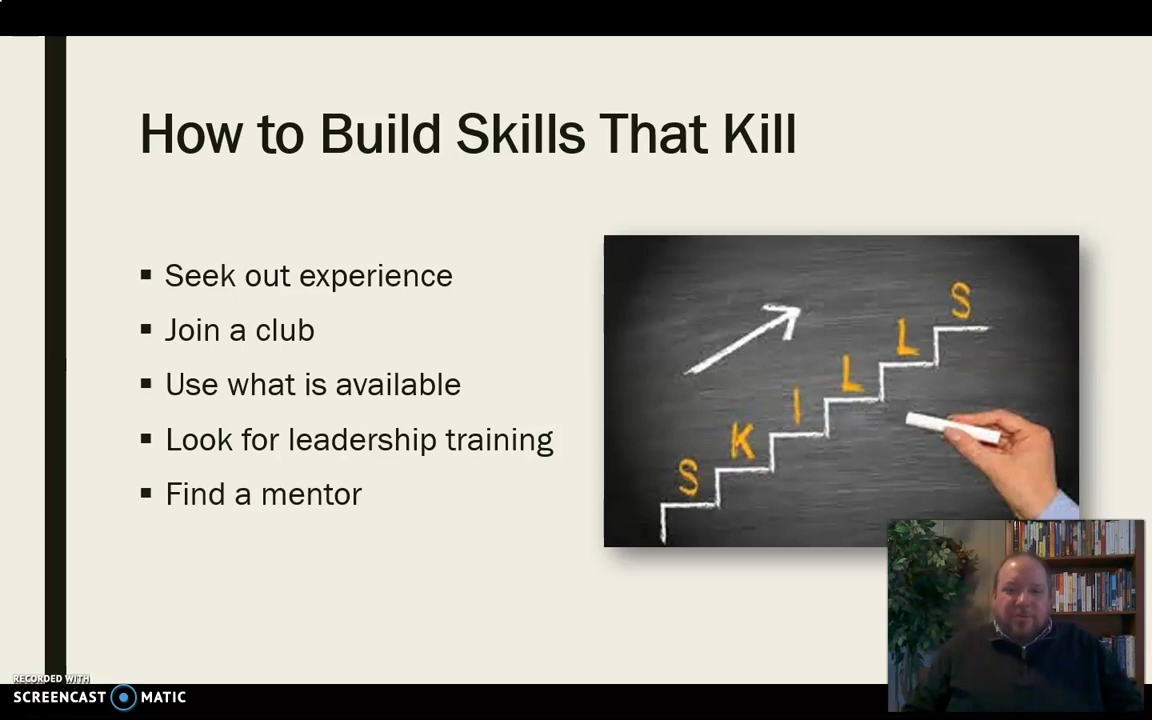 How to Build Skills That Kill
▪ Seek out experience
▪ Join a club
▪ Use what is available
▪ Look for leadership training
▪ Find a mentor
SKILLS
RECORDED WITH
SCREENCAST MATIC